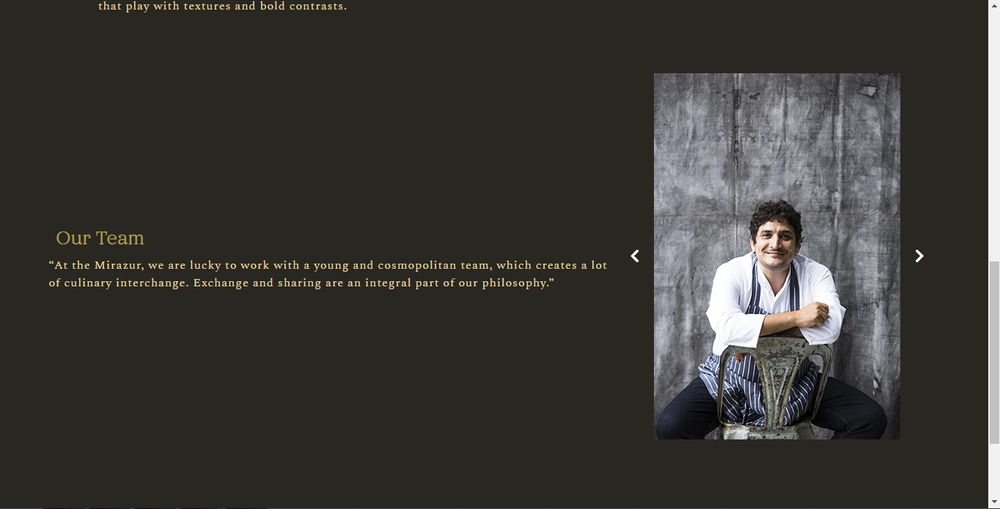 that play with textures and bold contrasts.
Our Team
“At the Mirazur, we are lucky to work with a young and cosmopolitan team, which creates a lot
of culinary interchange. Exchange and sharing are an integral part of our philosophy.”